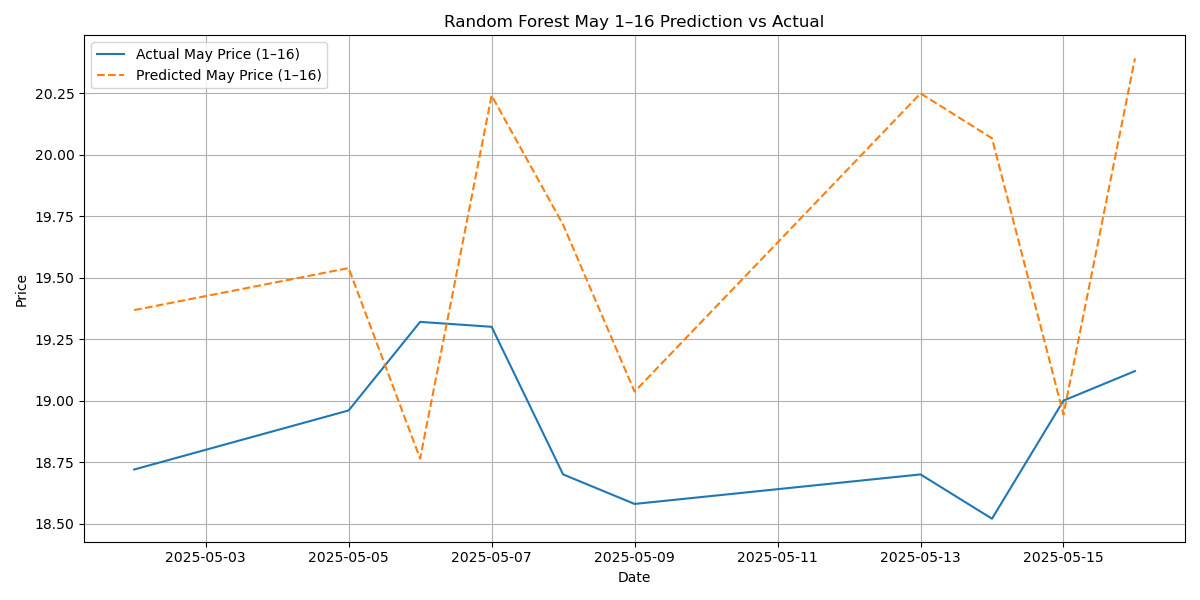 Random Forest May 1–16 Prediction vs Actual
Actual May Price (1–16)
Predicted May Price (1–16)
Price
20.25
20.00
19.75
19.50
19.25
19.00
18.75
18.50
2025-05-03 2025-05-05 2025-05-07 2025-05-09 2025-05-11 2025-05-13 2025-05-15
Date